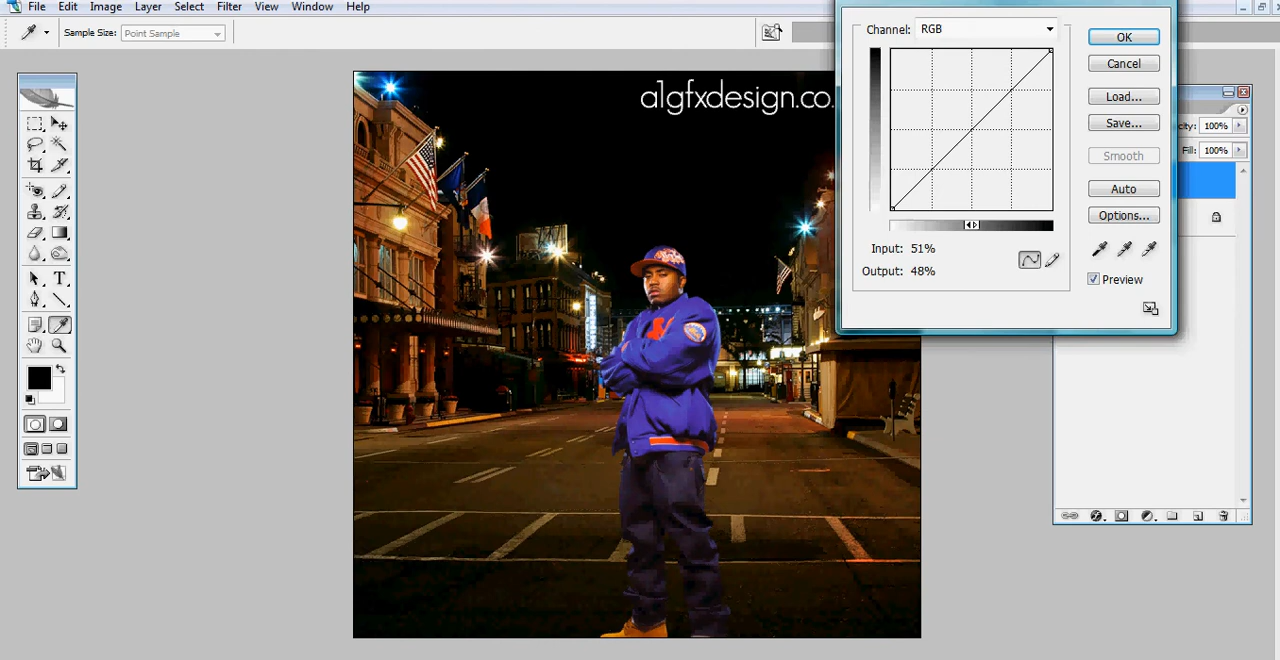 File Edit Image Layer Select Filter View Window Help
Sample Size: Point Sample
a1gfxdesign.co.
Channel: RGB
OK
Cancel
Load...
Save...
Smooth
Auto
Options...
Input: 51%
Output: 48%
Preview
city: 100%
Fill: 100%